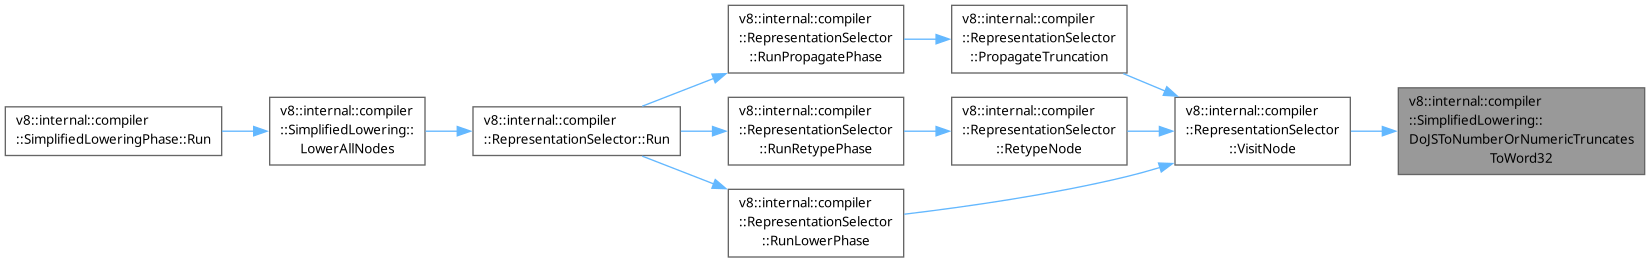 v8::internal::compiler
::SimplifiedLoweringPhase::Run
v8::internal::compiler
::SimplifiedLowering::
LowerAllNodes
v8::internal::compiler
::RepresentationSelector::Run
v8::internal::compiler
::RepresentationSelector
::RunPropagatePhase
v8::internal::compiler
::RepresentationSelector
::PropagateTruncation
v8::internal::compiler
::RepresentationSelector
::RunRetypePhase
v8::internal::compiler
::RepresentationSelector
::RetypeNode
v8::internal::compiler
::RepresentationSelector
::RunLowerPhase
v8::internal::compiler
::RepresentationSelector
::VisitNode
v8::internal::compiler
::SimplifiedLowering::
DoJSToNumberOrNumericTruncates
ToWord32